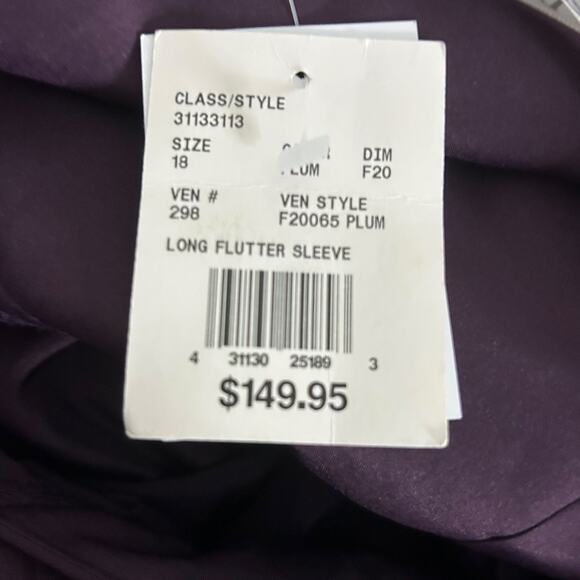 CLASS/STYLE
31133113
SIZE DIM
18 F20
VEN # VEN STYLE
298 F20065 PLUM
LONG FLUTTER SLEEVE
4 31130 25189 3
$149.95